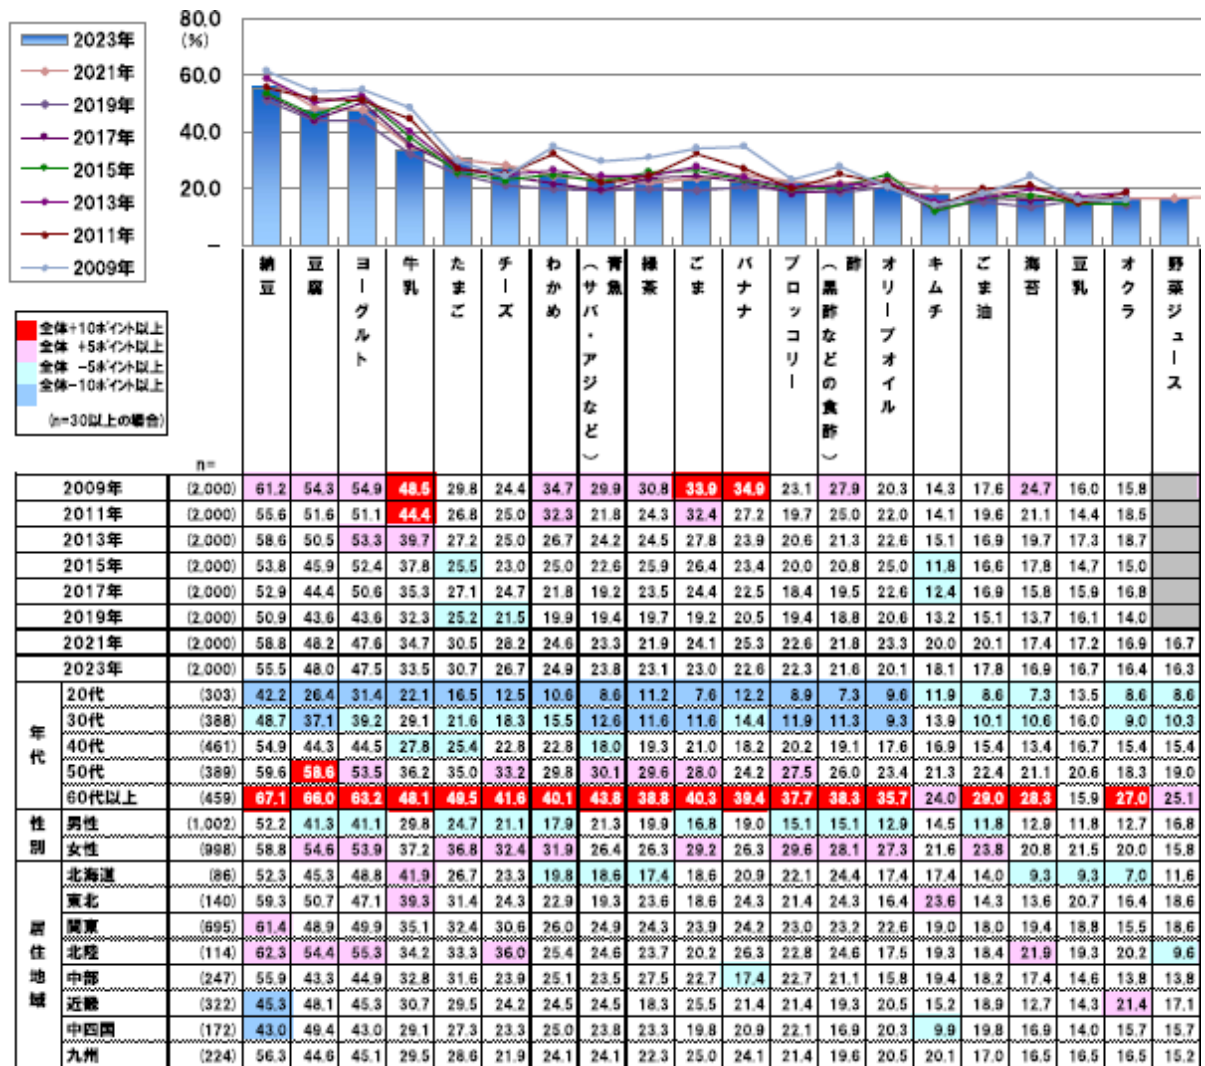 80.0
(%)
60.0
40.0
20.0
－
2023年
2021年
2019年
2017年
2015年
2013年
2011年
2009年
全体+10ポイント以上
全体 +5ポイント以上
全体 -5ポイント以上
全体-10ポイント以上
(n=30以上の場合)
納豆
豆腐
ヨーグルト
牛乳
たまご
チーズ
わかめ
青魚（サバ・アジなど）
緑茶
ごま
バナナ
ブロッコリー
酢（黒酢などの食酢）
オリーブオイル
キムチ
ごま油
海苔
豆乳
オクラ
野菜ジュース
n=
2009年 (2,000) 61.2 54.3 54.9 48.5 29.8 24.4 34.7 29.9 30.8 33.9 34.9 23.1 27.9 20.3 14.3 17.6 24.7 16.0 15.8
2011年 (2,000) 55.6 51.6 51.1 44.4 26.8 25.0 32.3 21.8 24.3 32.4 27.2 19.7 25.0 22.0 14.1 19.6 21.1 14.4 18.5
2013年 (2,000) 58.6 50.5 53.3 39.7 27.2 25.0 26.7 24.2 24.5 27.8 23.9 20.6 21.3 22.6 15.1 16.9 19.7 17.3 18.7
2015年 (2,000) 53.8 45.9 52.4 37.8 25.5 23.0 25.0 22.6 25.9 26.4 23.4 20.0 20.8 25.0 11.8 16.6 17.8 14.7 15.0
2017年 (2,000) 52.9 44.4 50.6 35.3 27.1 24.7 21.8 19.2 23.5 24.4 22.5 18.4 19.5 22.6 12.4 16.9 15.8 15.9 16.8
2019年 (2,000) 50.9 43.6 43.6 32.3 25.2 21.5 19.9 19.4 19.7 19.2 20.5 19.4 18.8 20.6 13.2 15.1 13.7 16.1 14.0
2021年 (2,000) 58.8 48.2 47.6 34.7 30.5 28.2 24.6 23.3 21.9 24.1 25.3 22.6 21.8 23.3 20.0 20.1 17.4 17.2 16.9 16.7
2023年 (2,000) 55.5 48.0 47.5 33.5 30.7 26.7 24.9 23.8 23.1 23.0 22.6 22.3 21.6 20.1 18.1 17.8 16.9 16.7 16.4 16.3
年代
20代 (303) 42.2 26.4 31.4 22.1 16.5 12.5 10.6 8.6 11.2 7.6 12.2 8.9 7.3 9.6 11.9 8.6 7.3 13.5 8.6 8.6
30代 (388) 48.7 37.1 39.2 29.1 21.6 18.3 15.5 12.6 11.6 11.6 14.4 11.9 11.3 9.3 13.9 10.1 10.6 16.0 9.0 10.3
40代 (461) 54.9 44.3 44.5 27.8 25.4 22.8 22.8 18.0 19.3 21.0 18.2 20.2 19.1 17.6 16.9 15.4 13.4 16.7 15.4 15.4
50代 (389) 59.6 58.6 53.5 36.2 35.0 33.2 29.8 30.1 29.6 28.0 24.2 27.5 26.0 23.4 21.3 22.4 21.1 20.6 18.3 19.0
60代以上 (459) 67.1 66.0 63.2 48.1 49.5 41.6 40.1 43.8 38.8 40.3 39.4 37.7 38.3 35.7 24.0 29.0 28.3 15.9 27.0 25.1
性別
男性 (1,002) 52.2 41.3 41.1 29.8 24.7 21.1 17.9 21.3 19.9 16.8 19.0 15.1 15.1 12.9 14.5 11.8 12.9 11.8 12.7 16.8
女性 (998) 58.8 54.6 53.9 37.2 36.8 32.4 31.9 26.4 26.3 29.2 26.3 29.6 28.1 27.3 21.6 23.8 20.8 21.5 20.0 15.8
居住地域
北海道 (86) 52.3 45.3 48.8 41.9 26.7 23.3 19.8 18.6 17.4 18.6 20.9 22.1 24.4 17.4 17.4 14.0 9.3 9.3 7.0 11.6
東北 (140) 59.3 50.7 47.1 39.3 31.4 24.3 22.9 19.3 23.6 18.6 24.3 21.4 24.3 16.4 23.6 14.3 13.6 20.7 16.4 18.6
関東 (695) 61.4 48.9 49.9 35.1 32.4 30.6 26.0 24.9 24.3 23.9 24.2 23.0 23.2 22.6 19.0 18.0 19.4 18.8 15.5 18.6
北陸 (114) 62.3 54.4 55.3 34.2 33.3 36.0 25.4 24.6 23.7 20.2 26.3 22.8 24.6 17.5 19.3 18.4 21.9 19.3 20.2 9.6
中部 (247) 55.9 43.3 44.9 32.8 31.6 23.9 25.1 23.5 27.5 22.7 17.4 22.7 21.1 15.8 19.4 18.2 17.4 14.6 13.8 13.8
近畿 (322) 45.3 48.1 45.3 30.7 29.5 24.2 24.5 24.5 18.3 25.5 21.4 21.4 19.3 20.5 15.2 18.9 12.7 14.3 21.4 17.1
中四国 (172) 43.0 49.4 43.0 29.1 27.3 23.3 25.0 23.8 23.3 19.8 20.9 22.1 16.9 20.3 9.9 19.8 16.9 14.0 15.7 15.7
九州 (224) 56.3 44.6 45.1 29.5 28.6 21.9 24.1 24.1 22.3 25.0 24.1 21.4 19.6 20.5 20.1 17.0 16.5 16.5 16.5 15.2